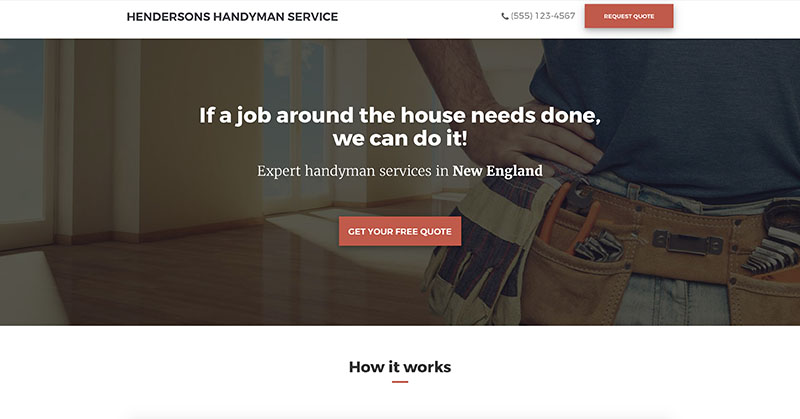 HENDERSONS HANDYMAN SERVICE
(555) 123-4567
REQUEST QUOTE
If a job around the house needs done,
we can do it!
Expert handyman services in New England
GET YOUR FREE QUOTE
How it works